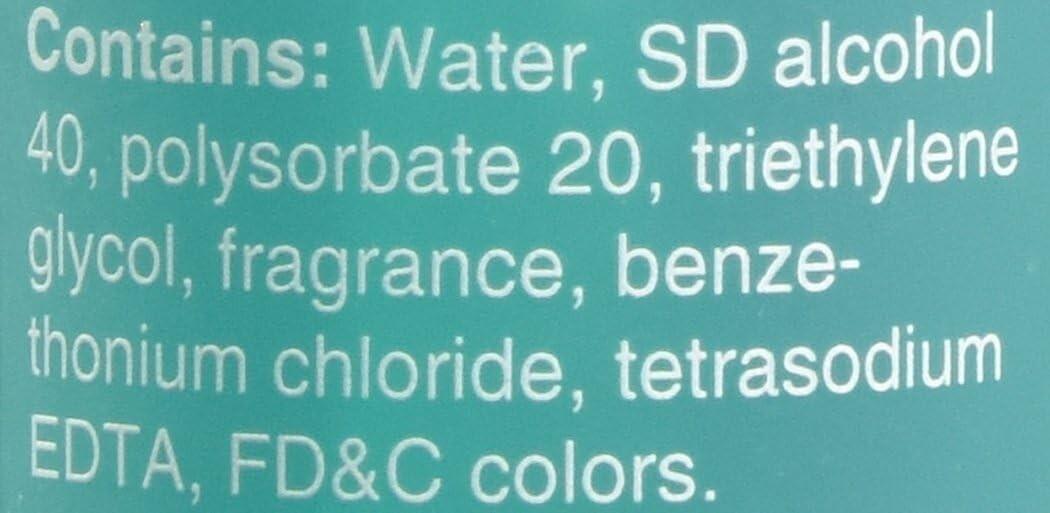 Contains: Water, SD alcohol
40, polysorbate 20, triethylene
glycol, fragrance, benze-
thonium chloride, tetrasodium
EDTA, FD&C colors.